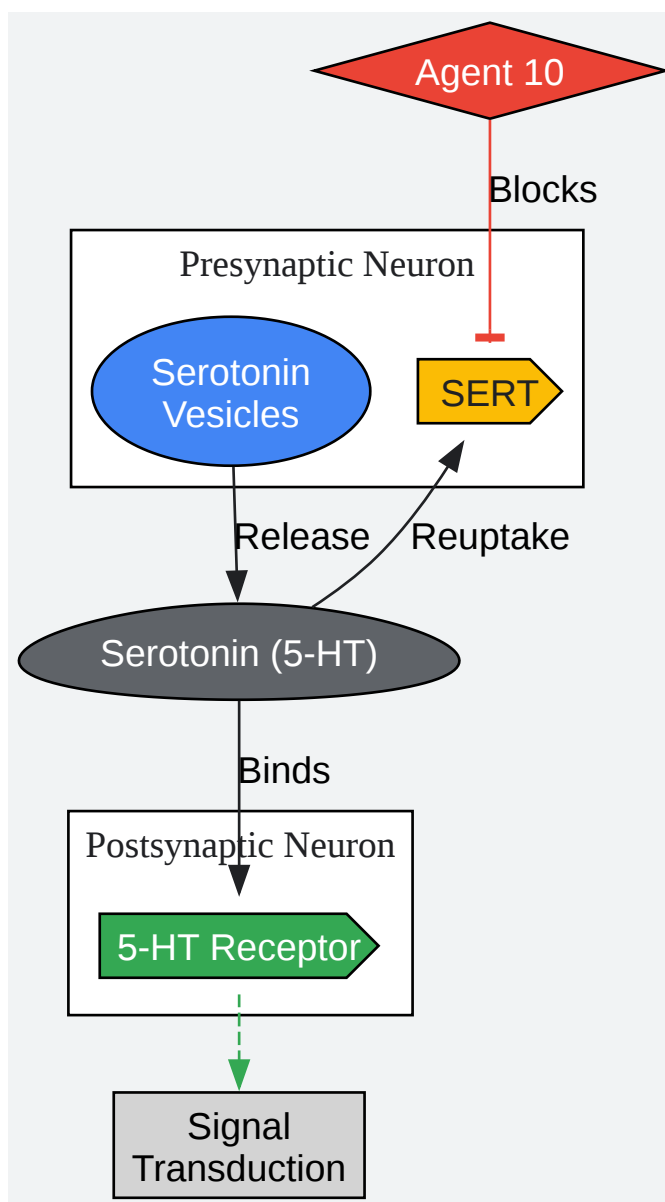 Agent 10
Blocks
Presynaptic Neuron
Serotonin
Vesicles
SERT
Release
Reuptake
Serotonin (5-HT)
Binds
Postsynaptic Neuron
5-HT Receptor
Signal
Transduction